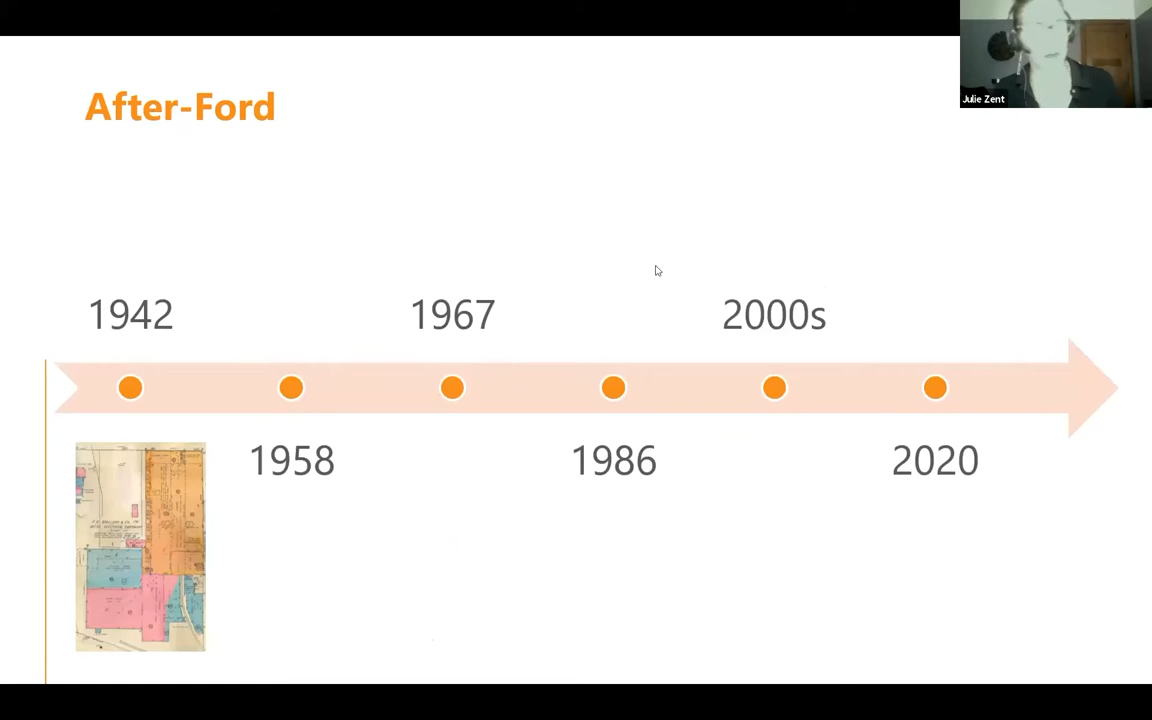 Julie Zent
After-Ford
1942
1967
2000s
1958
1986
2020